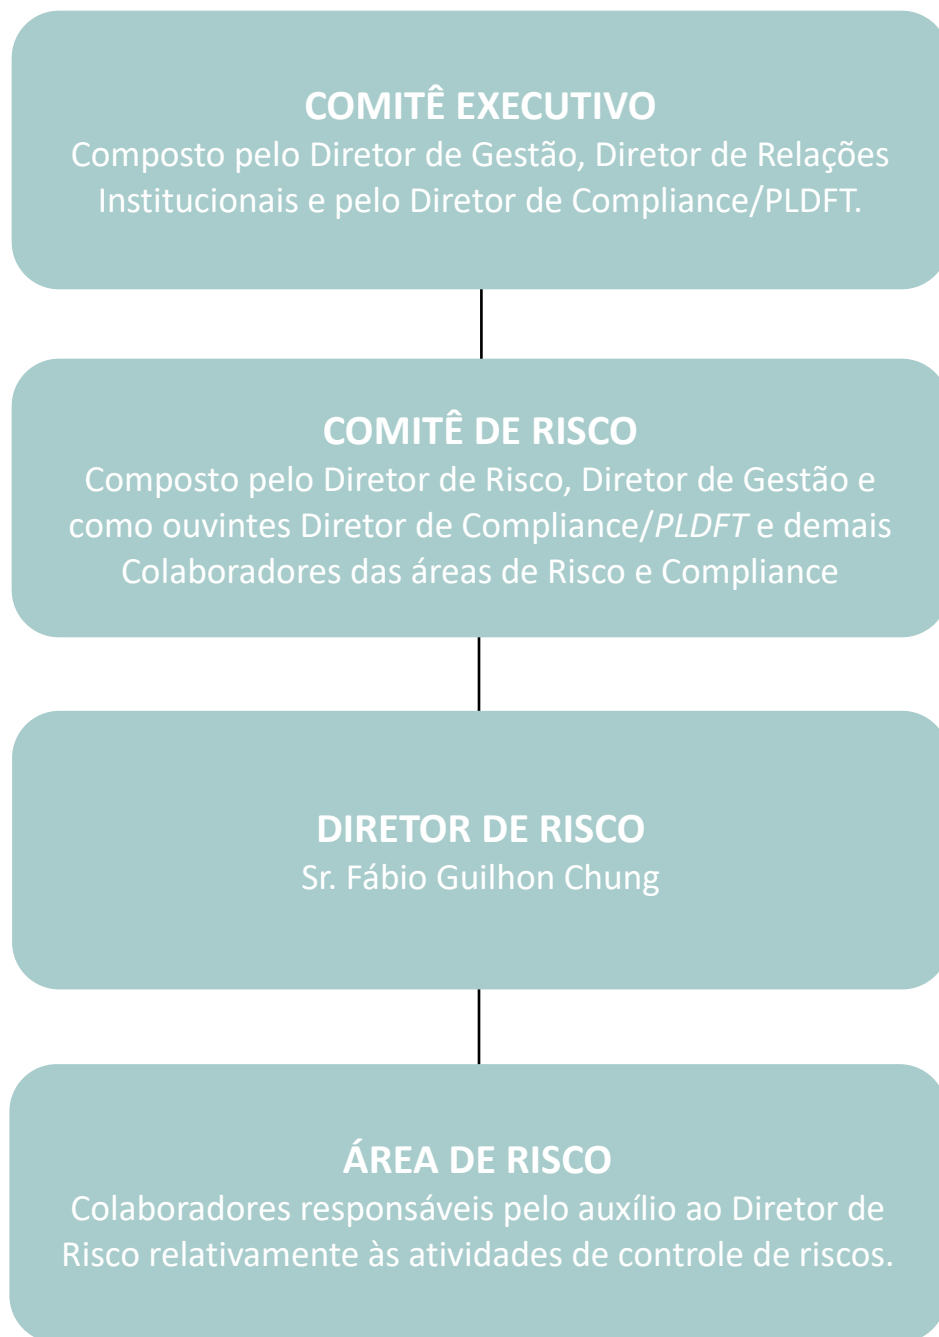 COMITÊ EXECUTIVO
Composto pelo Diretor de Gestão, Diretor de Relações
Institucionais e pelo Diretor de Compliance/PLDFT.
COMITÊ DE RISCO
Composto pelo Diretor de Risco, Diretor de Gestão e
como ouvintes Diretor de Compliance/PLDFT e demais
Colaboradores das áreas de Risco e Compliance
DIRETOR DE RISCO
Sr. Fábio Guilhon Chung
ÁREA DE RISCO
Colaboradores responsáveis pelo auxílio ao Diretor de
Risco relativamente às atividades de controle de riscos.